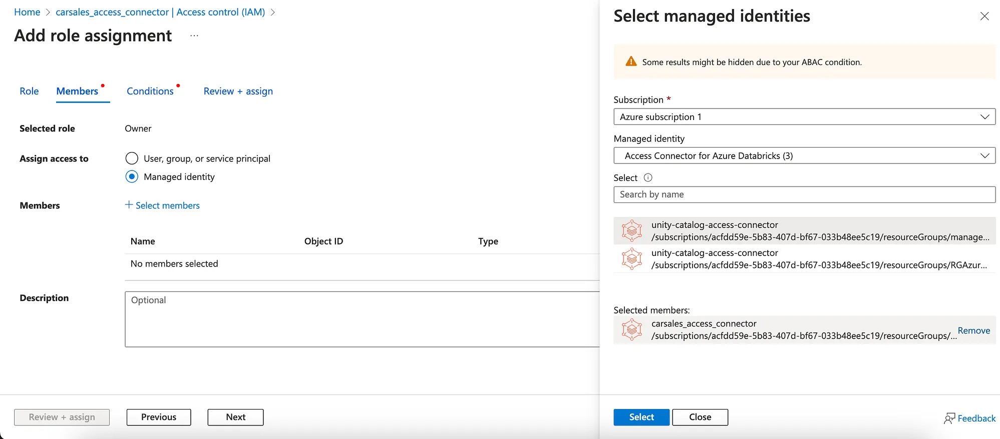 Home > carsales_access_connector | Access control (IAM) >
Add role assignment ...
Role Members Conditions Review + assign
Selected role Owner
Assign access to User, group, or service principal
Managed identity
Members + Select members
Name Object ID Type
No members selected
Description Optional
Review + assign Previous Next
Select managed identities
Some results might be hidden due to your ABAC condition.
Subscription *
Azure subscription 1
Managed identity
Access Connector for Azure Databricks (3)
Select
Search by name
unity-catalog-access-connector
/subscriptions/acfdd59e-5b83-407d-bf67-033b48ee5c19/resourceGroups/manage...
unity-catalog-access-connector
/subscriptions/acfdd59e-5b83-407d-bf67-033b48ee5c19/resourceGroups/RGAzur...
Selected members:
carsales_access_connector
/subscriptions/acfdd59e-5b83-407d-bf67-033b48ee5c19/resourceGroups/... Remove
Select Close Feedback